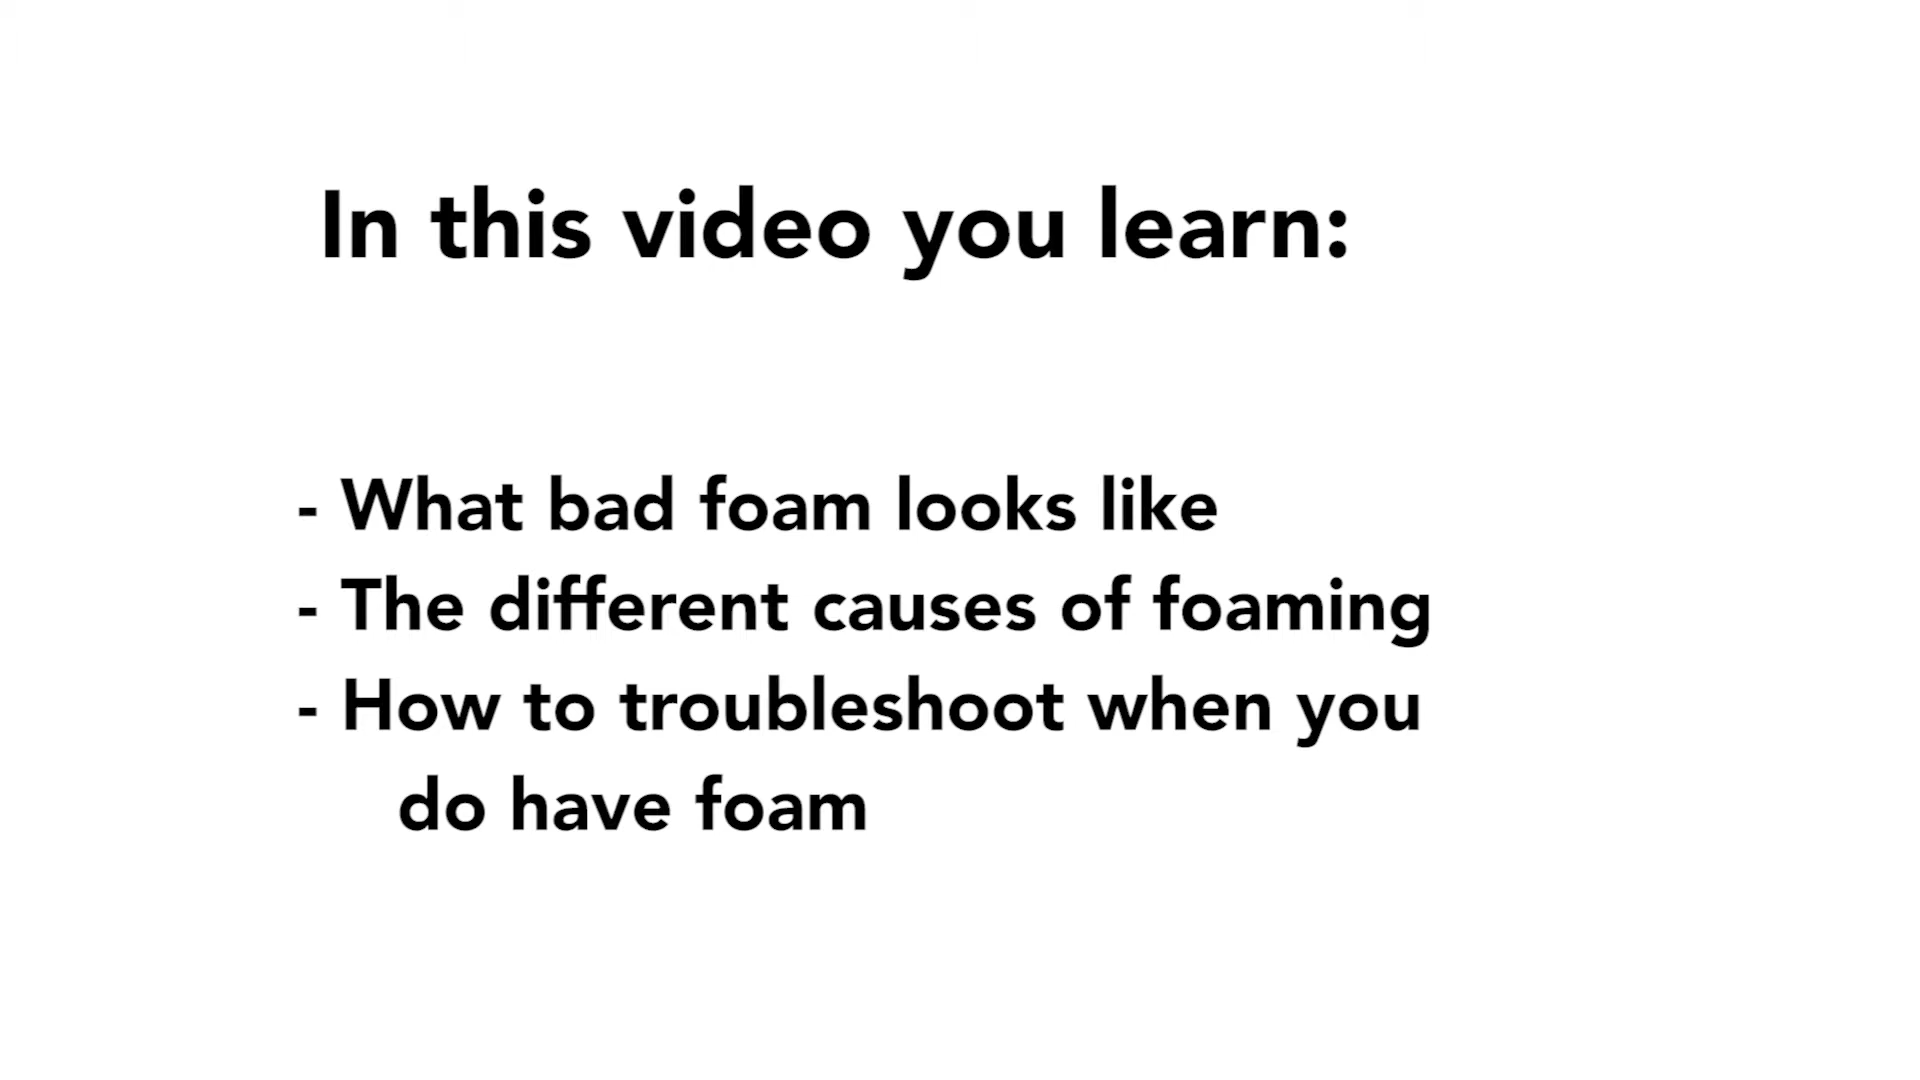 In this video you learn:
- What bad foam looks like
- The different causes of foaming
- How to troubleshoot when you
do have foam